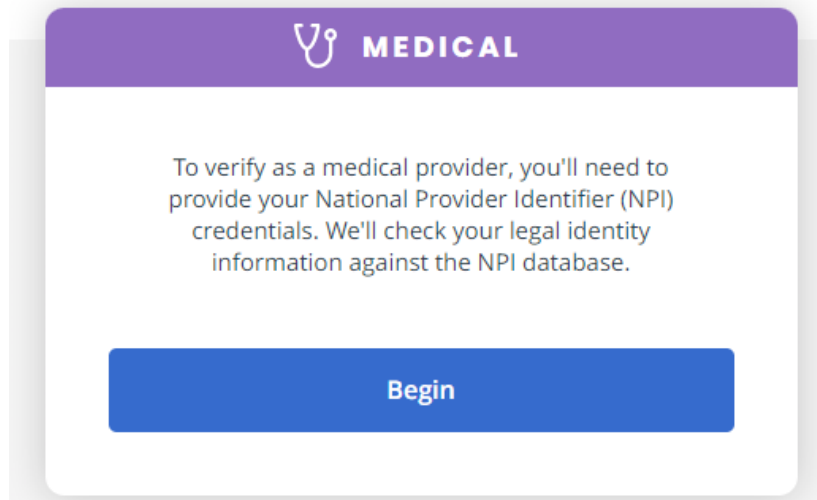 MEDICAL
To verify as a medical provider, you'll need to
provide your National Provider Identifier (NPI)
credentials. We'll check your legal identity
information against the NPI database.
Begin